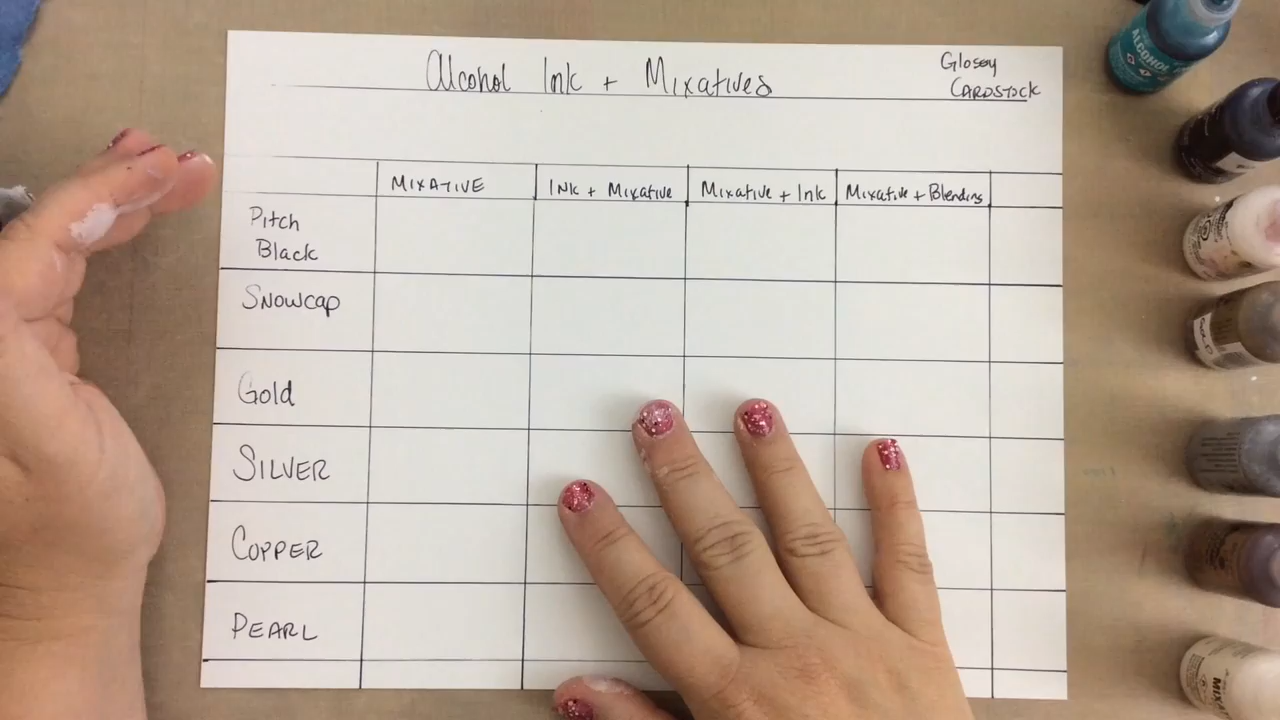 Alcohol Ink + Mixatives
Glossy
CARDSTOCK
MIXATIVE
INK + Mixative
Mixative + Ink
Mixative + Blending
Pitch
Black
SNOWCAP
Gold
SILVER
COPPER
PEARL
ALCOHOL